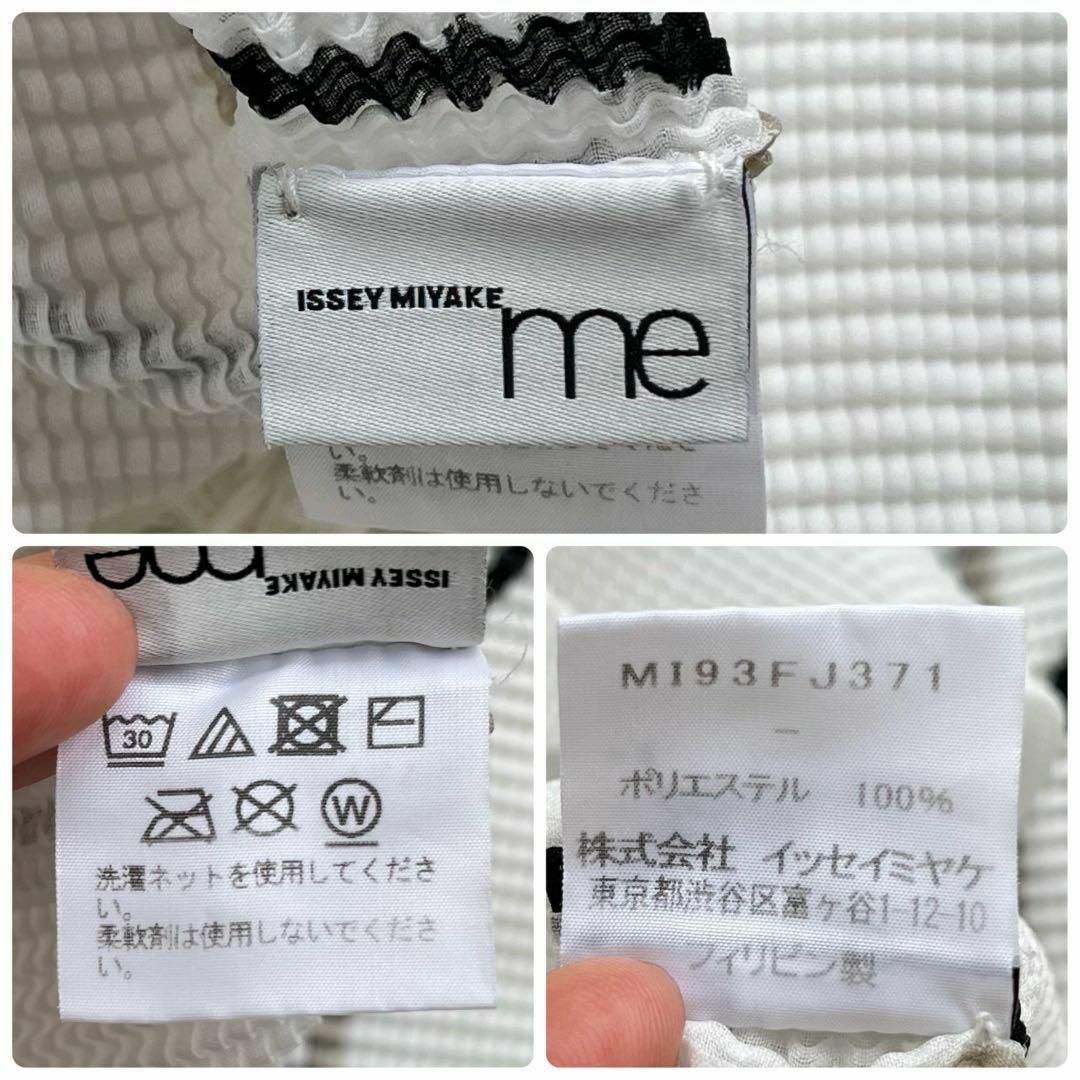 ISSEY MIYAKE me
い。
柔軟剤は使用しないでくださ
い。
me
ISSEY MIYAKE
30
W
洗濯ネットを使用してくださ
い。
柔軟剤は使用しないでくださ
い。
MI93FJ371
-
ポリエステル 100%
株式会社 イッセイミヤケ
東京都渋谷区富ヶ谷1-12-10
フィリピン製